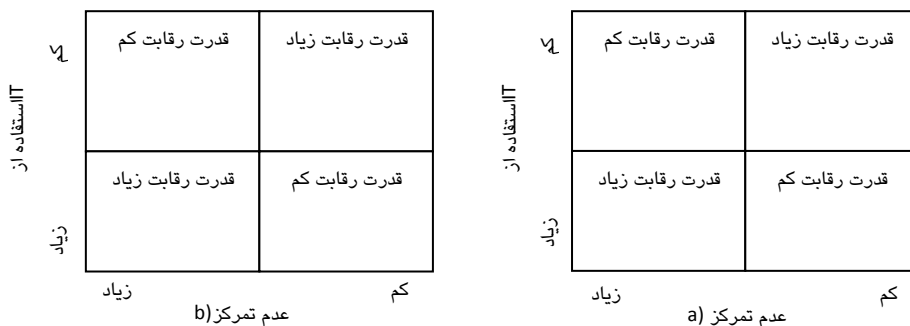 قدرت رقابت زیاد
قدرت رقابت کم
کم
استفاده از IT
قدرت رقابت کم
قدرت رقابت زیاد
زیاد
کم
زیاد
عدم تمرکز (a
قدرت رقابت زیاد
قدرت رقابت کم
کم
استفاده از IT
قدرت رقابت کم
قدرت رقابت زیاد
زیاد
کم
زیاد
عدم تمرکز(b